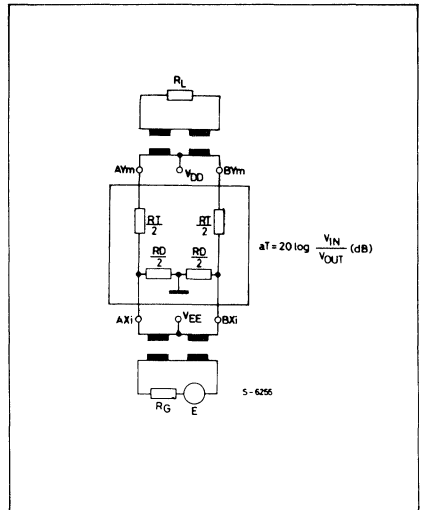 RL
AYm VDD BYm
RT/2 RT/2
RD/2 RD/2
aT = 20 log VIN/VOUT (dB)
AXi VEE BXi
RG E
S-6256